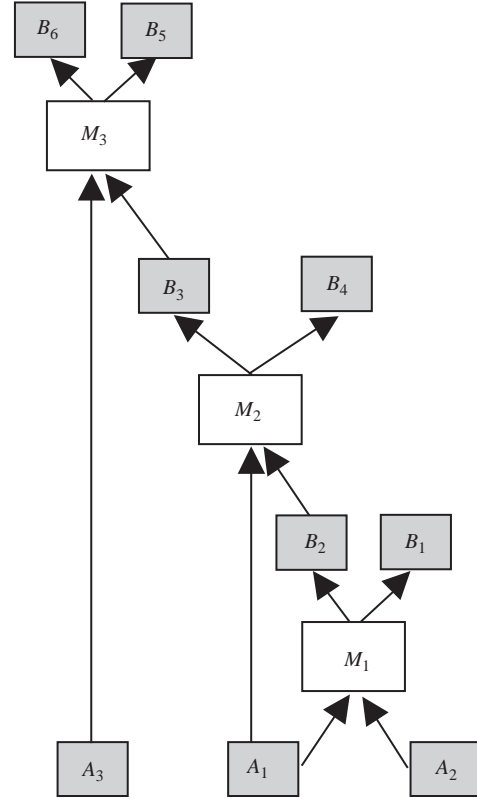 B₆ B₅
M₃
B₃ B₄
M₂
B₂ B₁
M₁
A₃ A₁ A₂